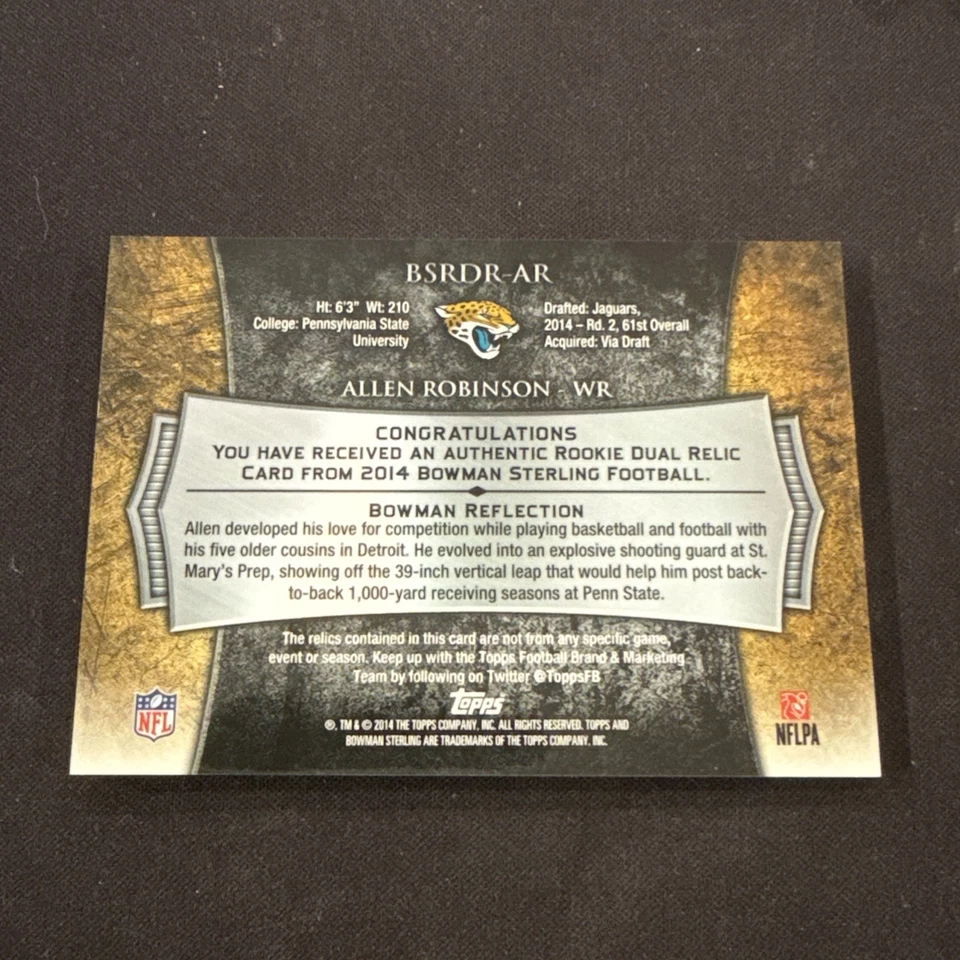 BSRDR-AR
Ht: 6'3" Wt: 210
College: Pennsylvania State
University
Drafted: Jaguars,
2014 – Rd. 2, 61st Overall
Acquired: Via Draft
ALLEN ROBINSON - WR
CONGRATULATIONS
YOU HAVE RECEIVED AN AUTHENTIC ROOKIE DUAL RELIC
CARD FROM 2014 BOWMAN STERLING FOOTBALL.
BOWMAN REFLECTION
Allen developed his love for competition while playing basketball and football with
his five older cousins in Detroit. He evolved into an explosive shooting guard at St.
Mary's Prep, showing off the 39-inch vertical leap that would help him post back-
to-back 1,000-yard receiving seasons at Penn State.
The relics contained in this card are not from any specific game,
event or season. Keep up with the Topps Football Brand & Marketing
Team by following on Twitter @ToppsFB
Topps
®, TM & © 2014 THE TOPPS COMPANY, INC. ALL RIGHTS RESERVED. TOPPS AND
BOWMAN STERLING ARE TRADEMARKS OF THE TOPPS COMPANY, INC.
NFL
NFLPA